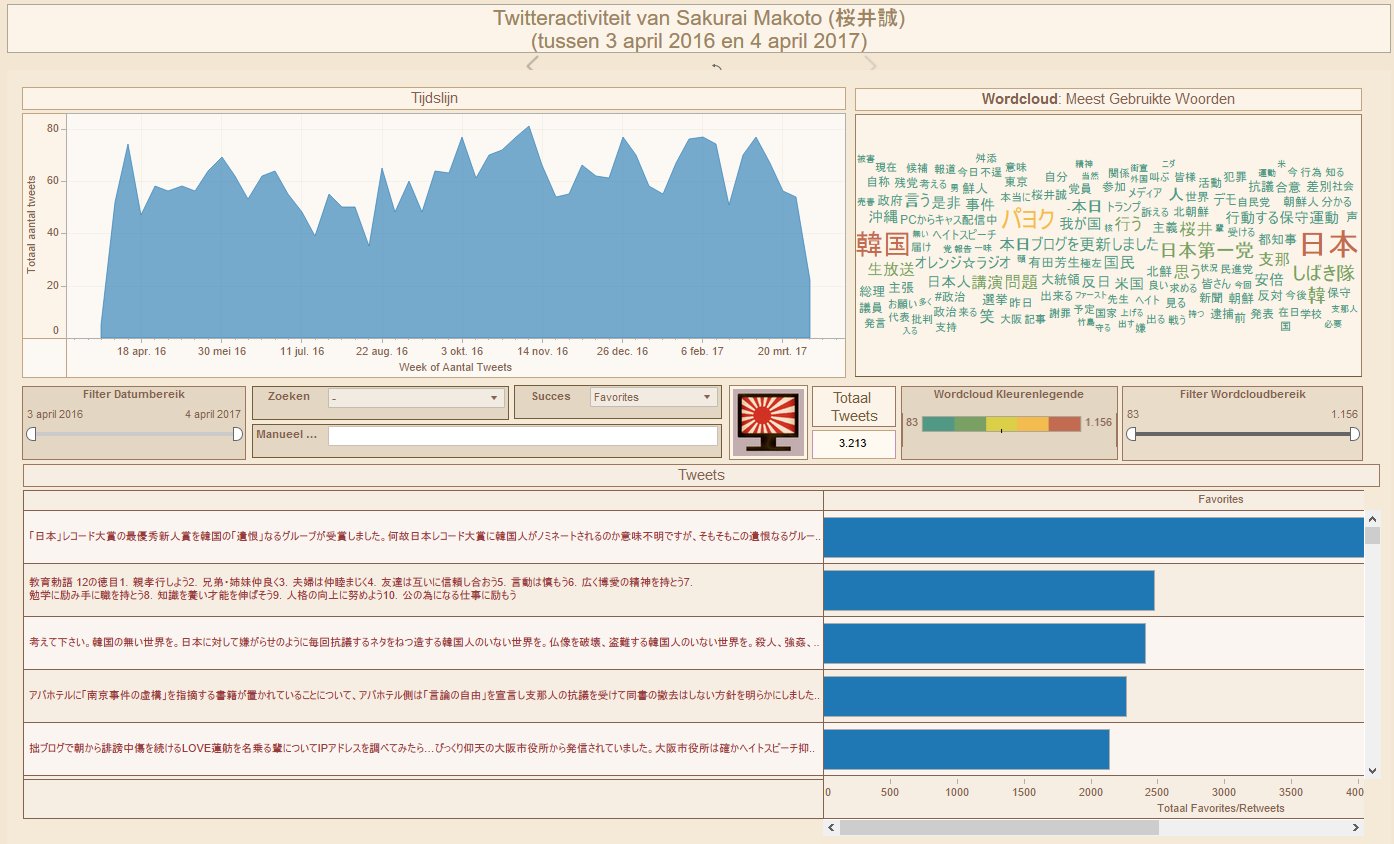 Twitteractiviteit van Sakurai Makoto (桜井誠)
(tussen 3 april 2016 en 4 april 2017)
Tijdslijn
Totaal aantal tweets
80
60
40
20
0
18 apr. 16 30 mei 16 11 jul. 16 22 aug. 16 3 okt. 16 14 nov. 16 26 dec. 16 6 feb. 17 20 mrt. 17
Week of Aantal Tweets
Wordcloud: Meest Gebruikte Woorden
被害 現在 候補 報道 今日 舛添 不逞 意味 精神 関係 街宣 ニダ 米 運動 今 行為 知る
自称 残党 考える 男 鮮人 東京 自分 当然 外国 叫ぶ 皆様 活動 犯罪 抗議 合意 差別 社会
売春 政府 言う 是非 事件 本当に 桜井誠 党員 参加 メディア 人 世界 デモ 自民党 朝鮮人 分かる
沖縄 PCからキャス配信中 パヨク 本日 トランプ 訴える 北朝鮮 行動する保守運動 声
無い ヘイトスピーチ 我が国 核 行う 主義 桜井 輩 受ける 都知事
韓国 届け 党 報告 一味 本日ブログを更新しました 日本第一党 日本
生放送 オレンジ☆ラジオ 頭 有田芳生 極左 国民 北鮮 思う 状況 民進党 支那 しばき隊
総理 主張 日本人 講演 問題 大統領 反日 米国 良い 求める 皆さん 今回 安倍
議員 お願い 多く #政治 選挙 昨日 出来る ファースト 先生 ヘイト 見る 新聞 朝鮮 反対 今後 韓 保守
発言 代表 批判 政治 来る 笑 大阪 記事 謝罪 予定 国家 上げる 持つ 逮捕 前 発表 在日 学校 支那人
入る 支持 竹島 守る 出す 嫌 出る 戦う 国 必要
Filter Datumbereik
3 april 2016 4 april 2017
Zoeken -
Manueel ...
Succes Favorites
Totaal
Tweets
3.213
Wordcloud Kleurenlegende
83 1.156
Filter Wordcloudbereik
83 1.156
Tweets
Favorites
「日本」レコード大賞の最優秀新人賞を韓国の「遺恨」なるグループが受賞しました。何故日本レコード大賞に韓国人がノミネートされるのか意味不明ですが、そもそもこの遺恨なるグルー..
教育勅語 12の徳目1. 親孝行しよう2. 兄弟・姉妹仲良く3. 夫婦は仲睦まじく4. 友達は互いに信頼し合おう5. 言動は慎もう6. 広く博愛の精神を持とう7.
勉学に励み手に職を持とう8. 知識を養い才能を伸ばそう9. 人格の向上に努めよう10. 公の為になる仕事に励もう
考えて下さい。韓国の無い世界を。日本に対して嫌がらせのように毎回抗議するネタをねつ造する韓国人のいない世界を。仏像を破壊、盗難する韓国人のいない世界を。殺人、強姦、..
アパホテルに「南京事件の虚構」を指摘する書籍が置かれていることについて、アパホテル側は「言論の自由」を宣言し支那人の抗議を受けて同書の撤去はしない方針を明らかにしました..
拙ブログで朝から誹謗中傷を続けるLOVE蓮舫を名乗る輩についてIPアドレスを調べてみたら…びっくり仰天の大阪市役所から発信されていました。大阪市役所は確かヘイトスピーチ抑..
0 500 1000 1500 2000 2500 3000 3500 400
Totaal Favorites/Retweets